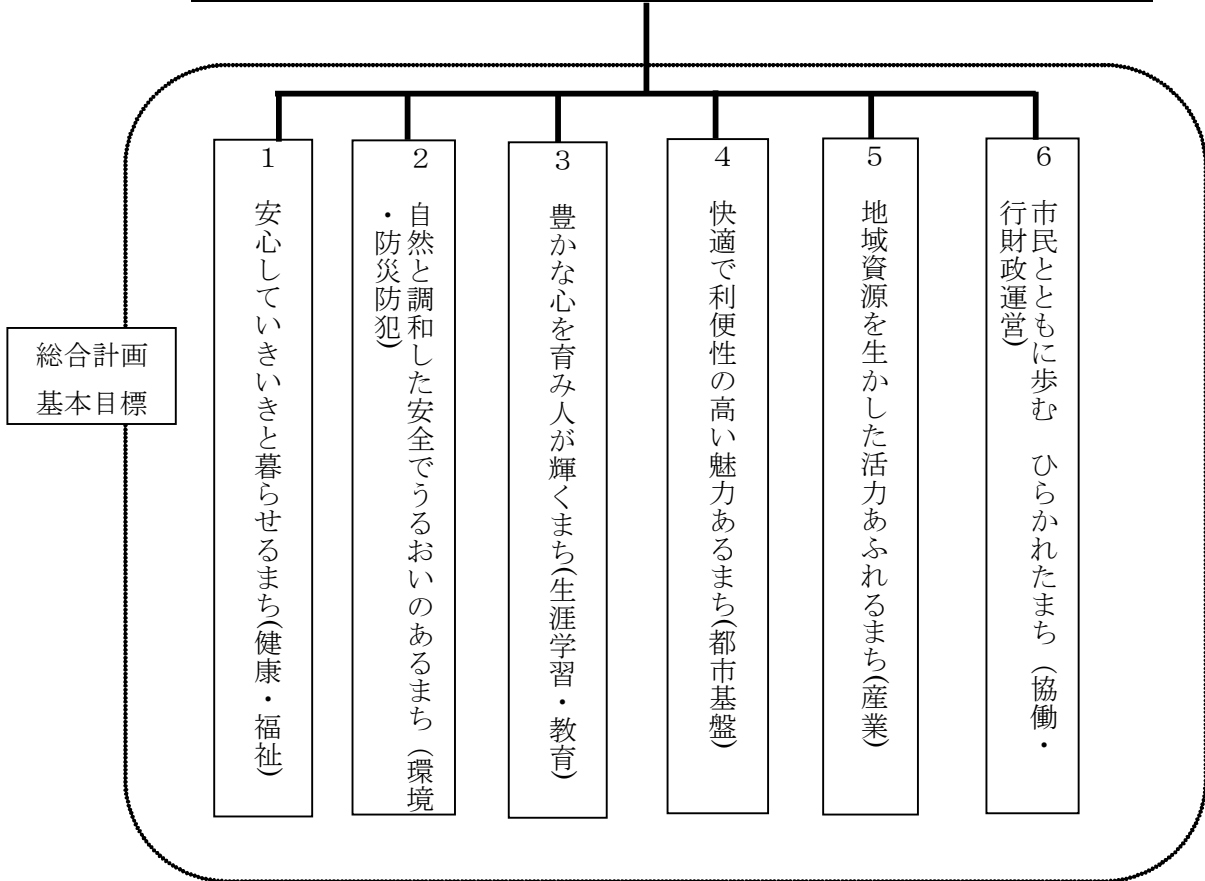 総合計画
基本目標
１　安心していきいきと暮らせるまち(健康・福祉)
２　自然と調和した安全でうるおいのあるまち（環境
・防災防犯)
３　豊かな心を育み人が輝くまち(生涯学習・教育)
４　快適で利便性の高い魅力あるまち(都市基盤)
５　地域資源を生かした活力あふれるまち(産業)
６　市民とともに歩む　ひらかれたまち（協働・
行財政運営)